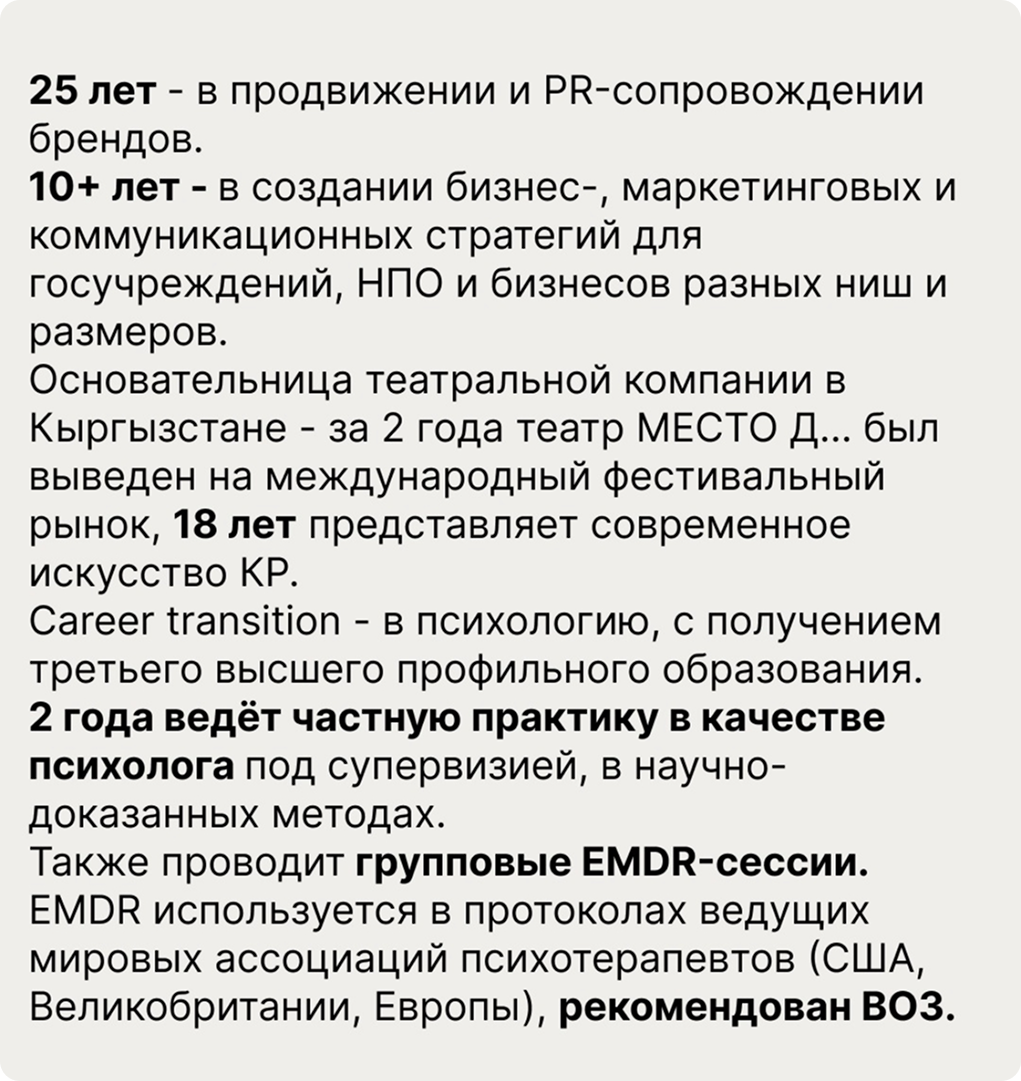 25 лет - в продвижении и PR-сопровождении
брендов.
10+ лет - в создании бизнес-, маркетинговых и
коммуникационных стратегий для
госучреждений, НПО и бизнесов разных ниш и
размеров.
Основательница театральной компании в
Кыргызстане - за 2 года театр МЕСТО Д... был
выведен на международный фестивальный
рынок, 18 лет представляет современное
искусство КР.
Career transition - в психологию, с получением
третьего высшего профильного образования.
2 года ведёт частную практику в качестве
психолога под супервизией, в научно-
доказанных методах.
Также проводит групповые EMDR-сессии.
EMDR используется в протоколах ведущих
мировых ассоциаций психотерапевтов (США,
Великобритании, Европы), рекомендован ВОЗ.